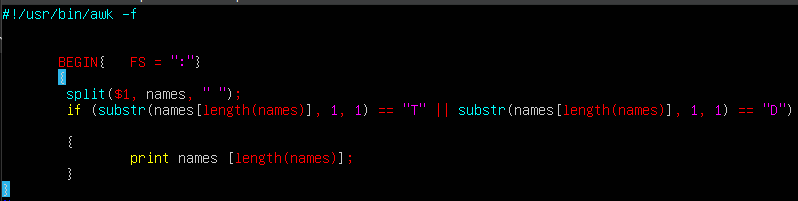 #!/usr/bin/awk -f
BEGIN{   FS = ":"}
{
split($1, names, " ");
if (substr(names[length(names)], 1, 1) == "T" || substr(names[length(names)], 1, 1) == "D")
{
print names [length(names)];
}
}